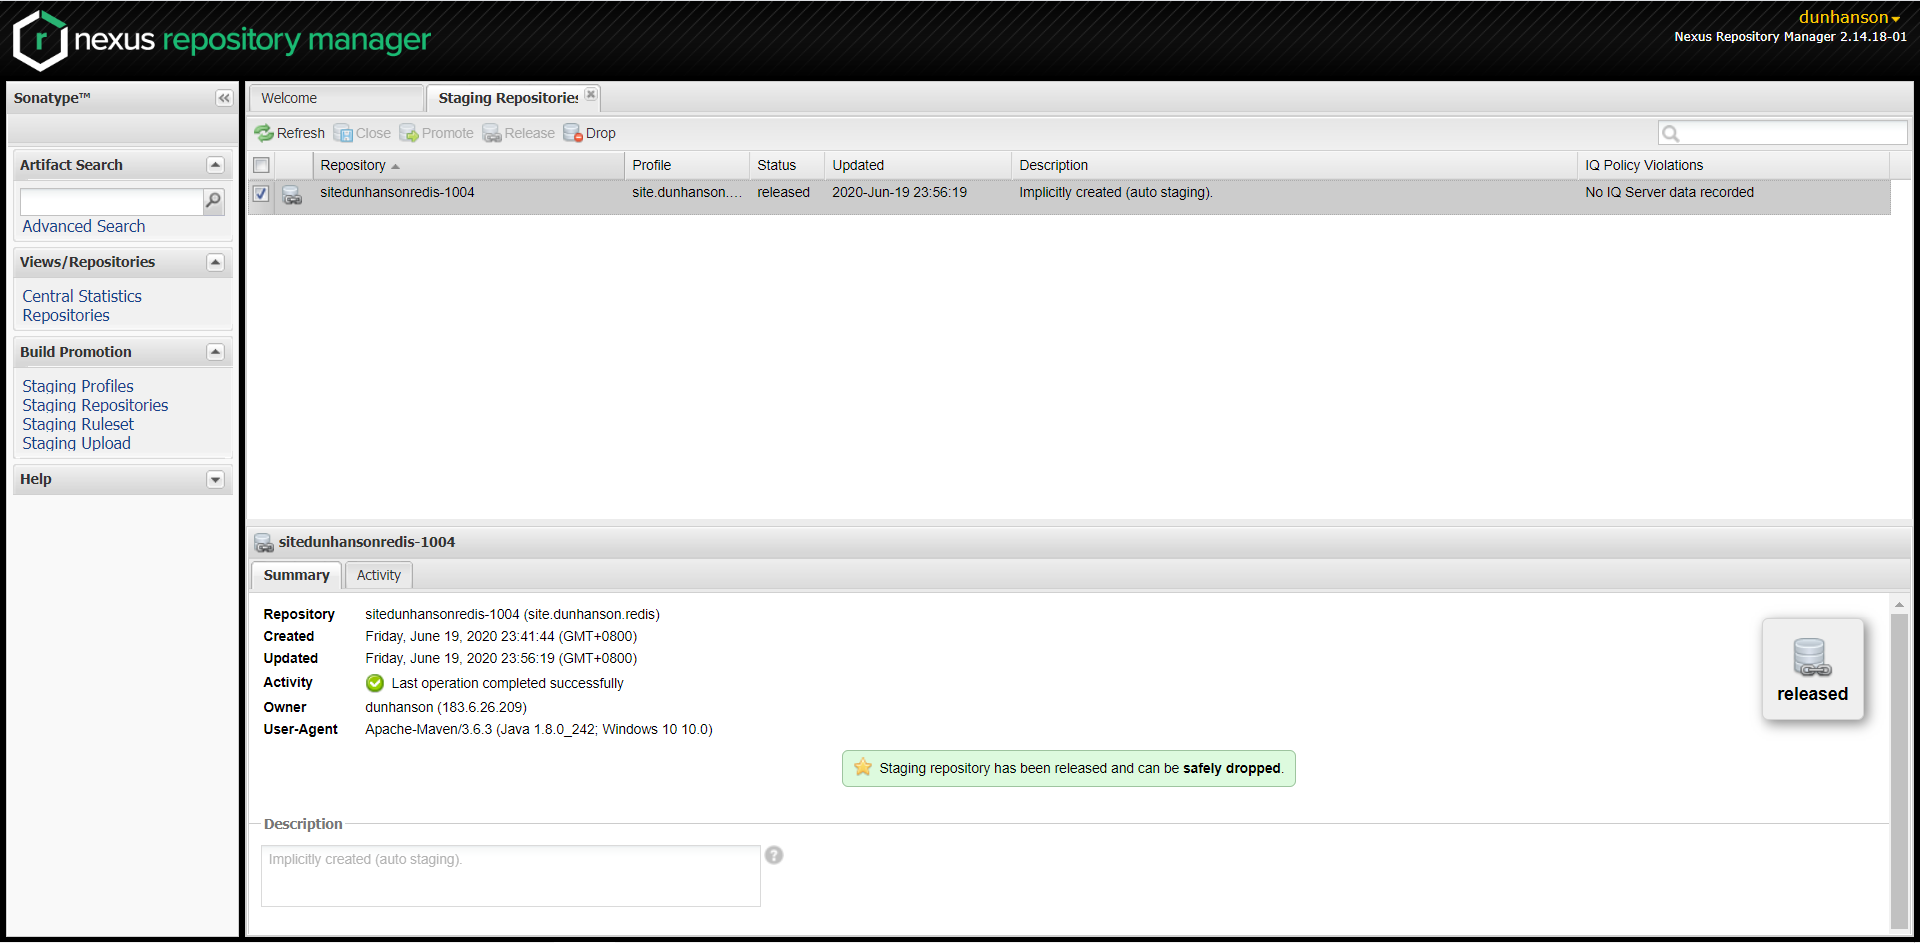 nexus repository manager
dunhanson
Nexus Repository Manager 2.14.18-01
Sonatype™
Artifact Search
Advanced Search
Views/Repositories
Central Statistics
Repositories
Build Promotion
Staging Profiles
Staging Repositories
Staging Ruleset
Staging Upload
Help
Welcome
Staging Repositories
Refresh Close Promote Release Drop
Repository Profile Status Updated Description IQ Policy Violations
sitedunhansonredis-1004 site.dunhanson.... released 2020-Jun-19 23:56:19 Implicitly created (auto staging). No IQ Server data recorded
sitedunhansonredis-1004
Summary Activity
Repository sitedunhansonredis-1004 (site.dunhanson.redis)
Created Friday, June 19, 2020 23:41:44 (GMT+0800)
Updated Friday, June 19, 2020 23:56:19 (GMT+0800)
Activity Last operation completed successfully
Owner dunhanson (183.6.26.209)
User-Agent Apache-Maven/3.6.3 (Java 1.8.0_242; Windows 10 10.0)
released
Staging repository has been released and can be safely dropped.
Description
Implicitly created (auto staging).